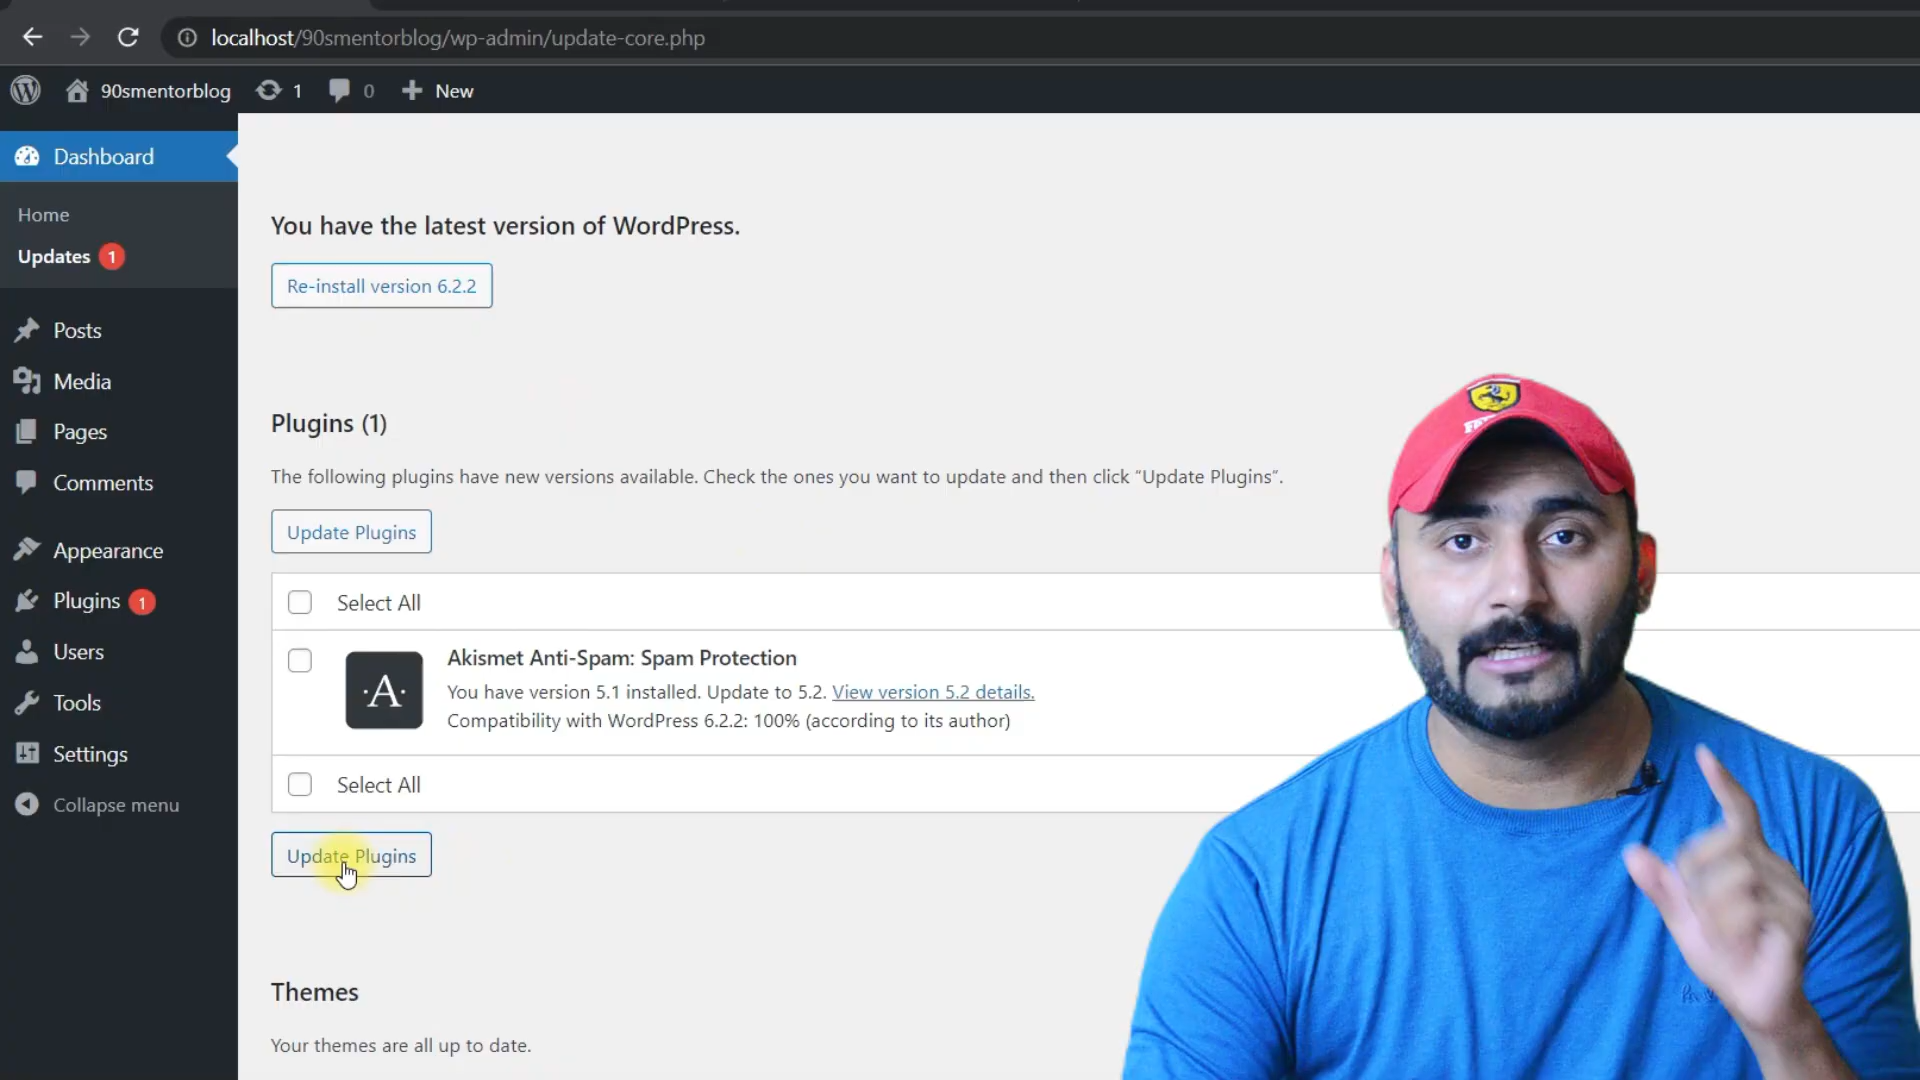 localhost/90smentorblog/wp-admin/update-core.php
90smentorblog 1 0 New
Dashboard
Home
Updates 1
Posts
Media
Pages
Comments
Appearance
Plugins 1
Users
Tools
Settings
Collapse menu
You have the latest version of WordPress.
Re-install version 6.2.2
Plugins (1)
The following plugins have new versions available. Check the ones you want to update and then click “Update Plugins”.
Update Plugins
Select All
Akismet Anti-Spam: Spam Protection
You have version 5.1 installed. Update to 5.2. View version 5.2 details.
Compatibility with WordPress 6.2.2: 100% (according to its author)
Select All
Update Plugins
Themes
Your themes are all up to date.
·A·